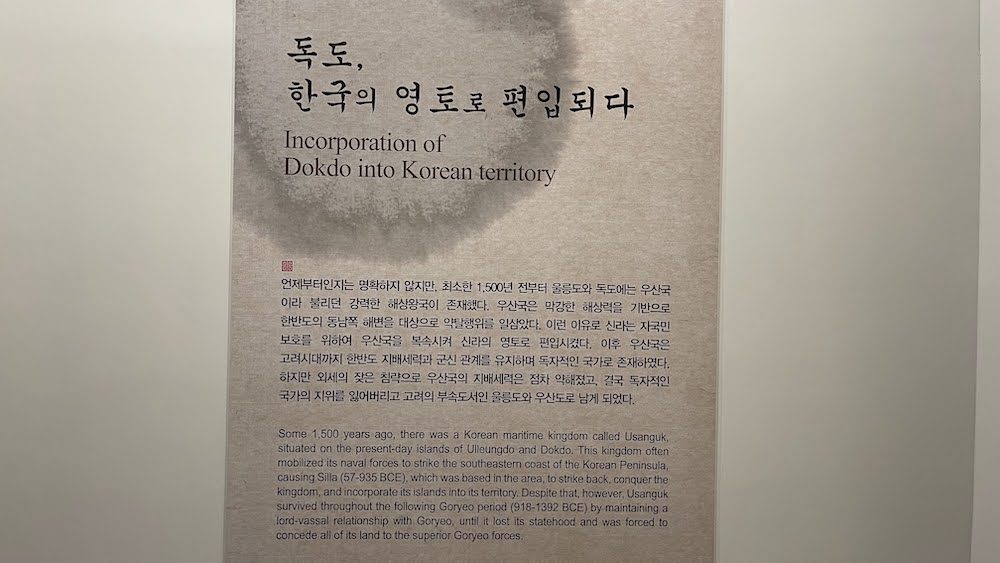 독도,
한국의 영토로 편입되다
Incorporation of
Dokdo into Korean territory
언제부터인지는 명확하지 않지만, 최소한 1,500년 전부터 울릉도와 독도에는 우산국
이라 불리던 강력한 해상왕국이 존재했다. 우산국은 막강한 해상력을 기반으로
한반도의 동남쪽 해변을 대상으로 약탈행위를 일삼았다. 이런 이유로 신라는 자국민
보호를 위하여 우산국을 복속시켜 신라의 영토로 편입시켰다. 이후 우산국은
고려시대까지 한반도 지배세력과 군신 관계를 유지하며 독자적인 국가로 존재하였다.
하지만 외세의 잦은 침략으로 우산국의 지배세력은 점차 약해졌고, 결국 독자적인
국가의 지위를 잃어버리고 고려의 부속도서인 울릉도와 우산도로 남게 되었다.
Some 1,500 years ago, there was a Korean maritime kingdom called Usanguk,
situated on the present-day islands of Ulleungdo and Dokdo. This kingdom often
mobilized its naval forces to strike the southeastern coast of the Korean Peninsula,
causing Silla (57-935 BCE), which was based in the area, to strike back, conquer the
kingdom, and incorporate its islands into its territory. Despite that, however, Usanguk
survived throughout the following Goryeo period (918-1392 BCE) by maintaining a
lord-vassal relationship with Goryeo, until it lost its statehood and was forced to
concede all of its land to the superior Goryeo forces.